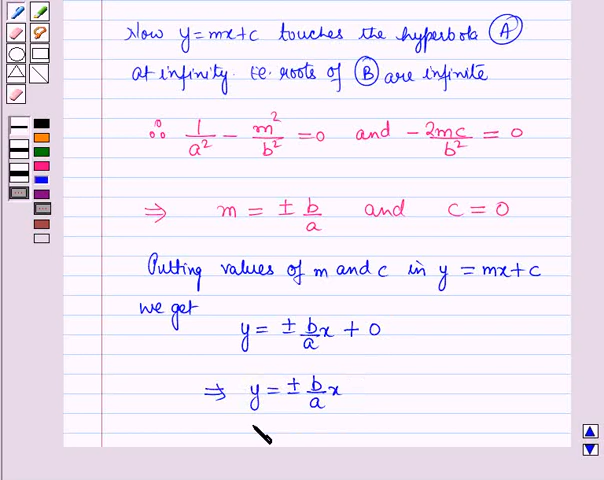 Now y=mx+c touches the hyperbola (A)
at infinity i.e. roots of (B) are infinite
∴ 1/a² - m²/b² = 0 and - 2mc/b² = 0
⇒ m = ± b/a and c = 0
Putting values of m and c in y = mx+c
we get
y = ± b/a x + 0
⇒ y = ± b/a x